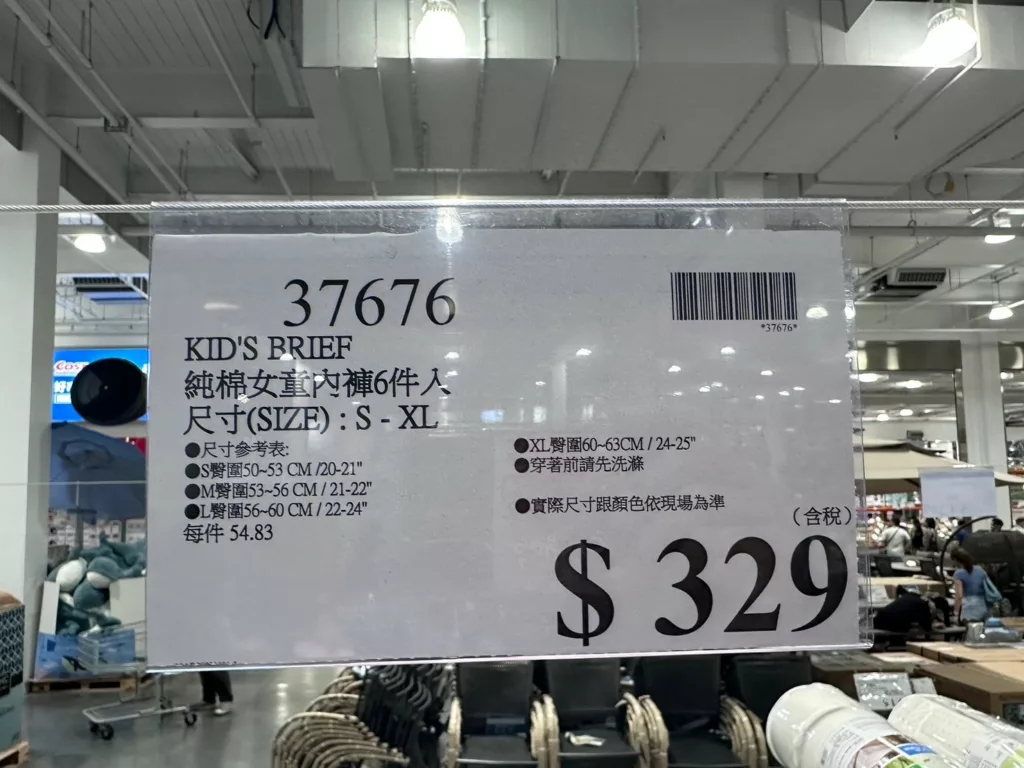 37676
*37676*
KID'S BRIEF
純棉女童內褲6件入
尺寸(SIZE) : S - XL
●尺寸參考表:
●S臀圍50~53 CM /20-21"
●M臀圍53~56 CM / 21-22"
●L臀圍56~60 CM / 22-24"
每件 54.83
●XL臀圍60~63CM / 24-25"
●穿著前請先洗滌
●實際尺寸跟顏色依現場為準
（含稅）
$ 329